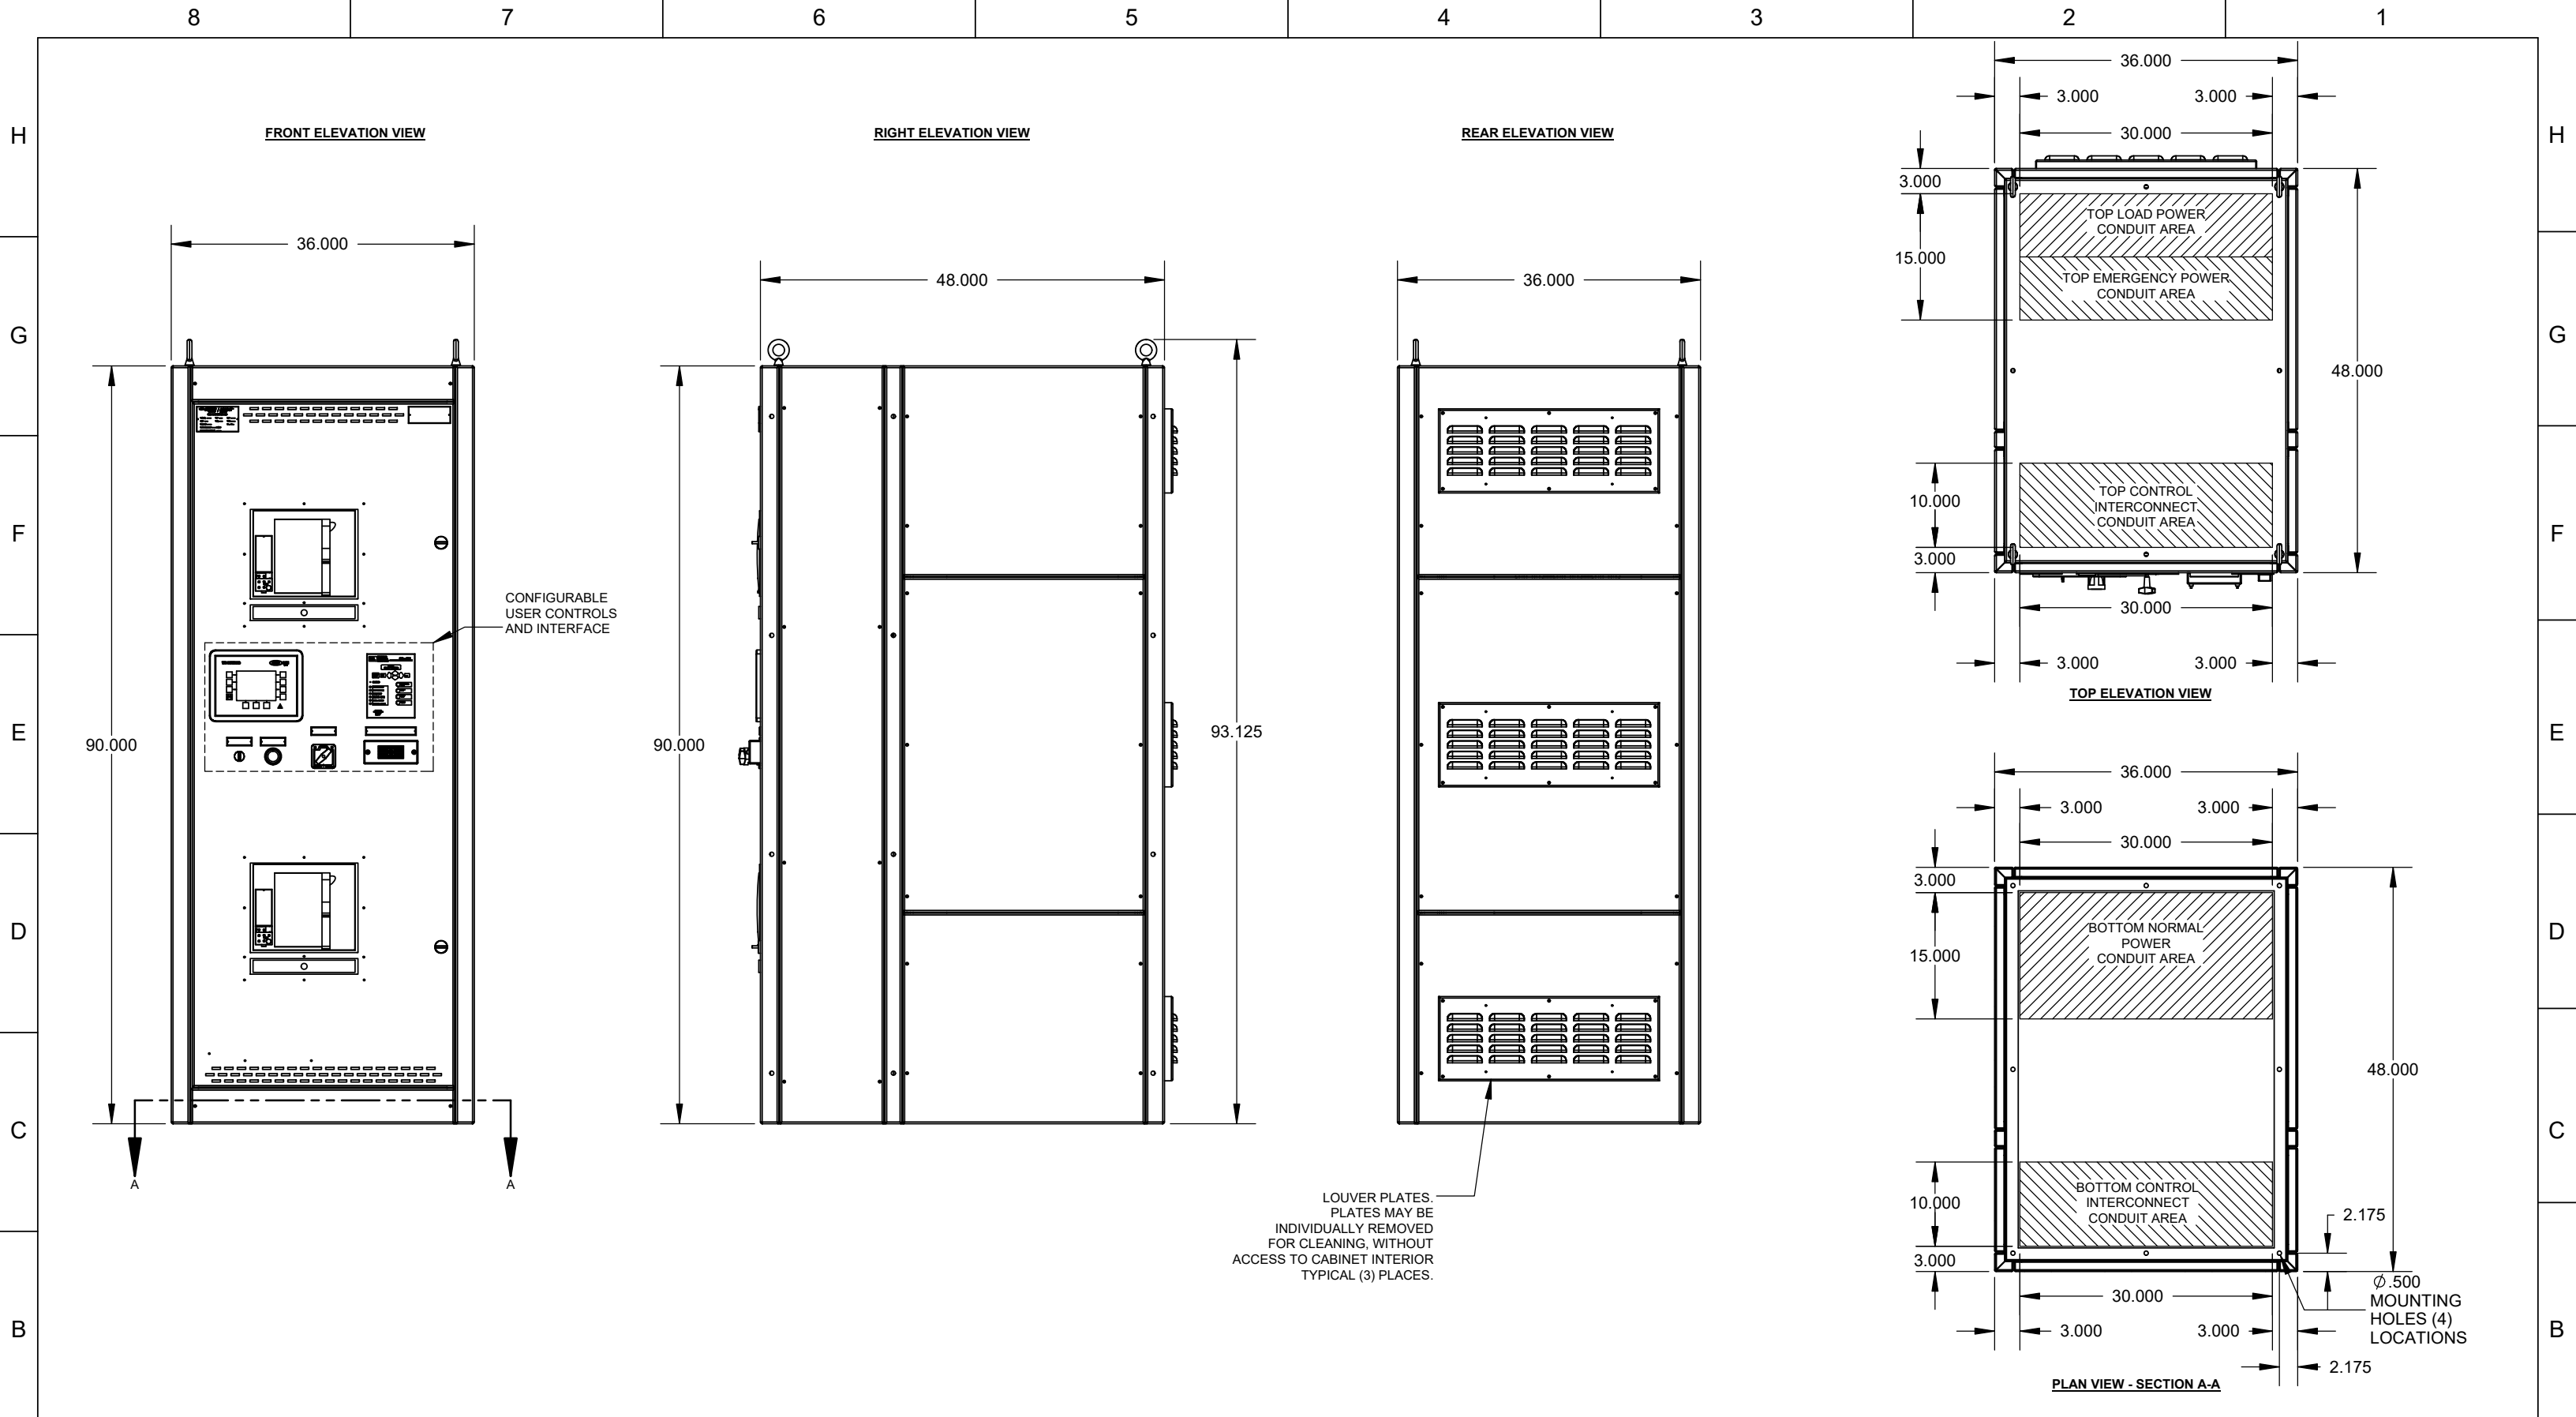 8 7 6 5 4 3 2 1
H H
G G
F F
E E
D D
C C
B B
FRONT ELEVATION VIEW
36.000
90.000
CONFIGURABLE
USER CONTROLS
AND INTERFACE
A A
RIGHT ELEVATION VIEW
48.000
90.000
93.125
REAR ELEVATION VIEW
36.000
LOUVER PLATES.
PLATES MAY BE
INDIVIDUALLY REMOVED
FOR CLEANING, WITHOUT
ACCESS TO CABINET INTERIOR
TYPICAL (3) PLACES.
36.000
3.000 3.000
30.000
3.000
TOP LOAD POWER
CONDUIT AREA
15.000
TOP EMERGENCY POWER
CONDUIT AREA
48.000
TOP CONTROL
INTERCONNECT
CONDUIT AREA
10.000
3.000
30.000
3.000 3.000
TOP ELEVATION VIEW
36.000
3.000 3.000
30.000
3.000
BOTTOM NORMAL
POWER
CONDUIT AREA
15.000
48.000
BOTTOM CONTROL
INTERCONNECT
CONDUIT AREA
10.000
2.175
3.000
Ø.500
MOUNTING
HOLES (4)
LOCATIONS
30.000
3.000 3.000
2.175
PLAN VIEW - SECTION A-A